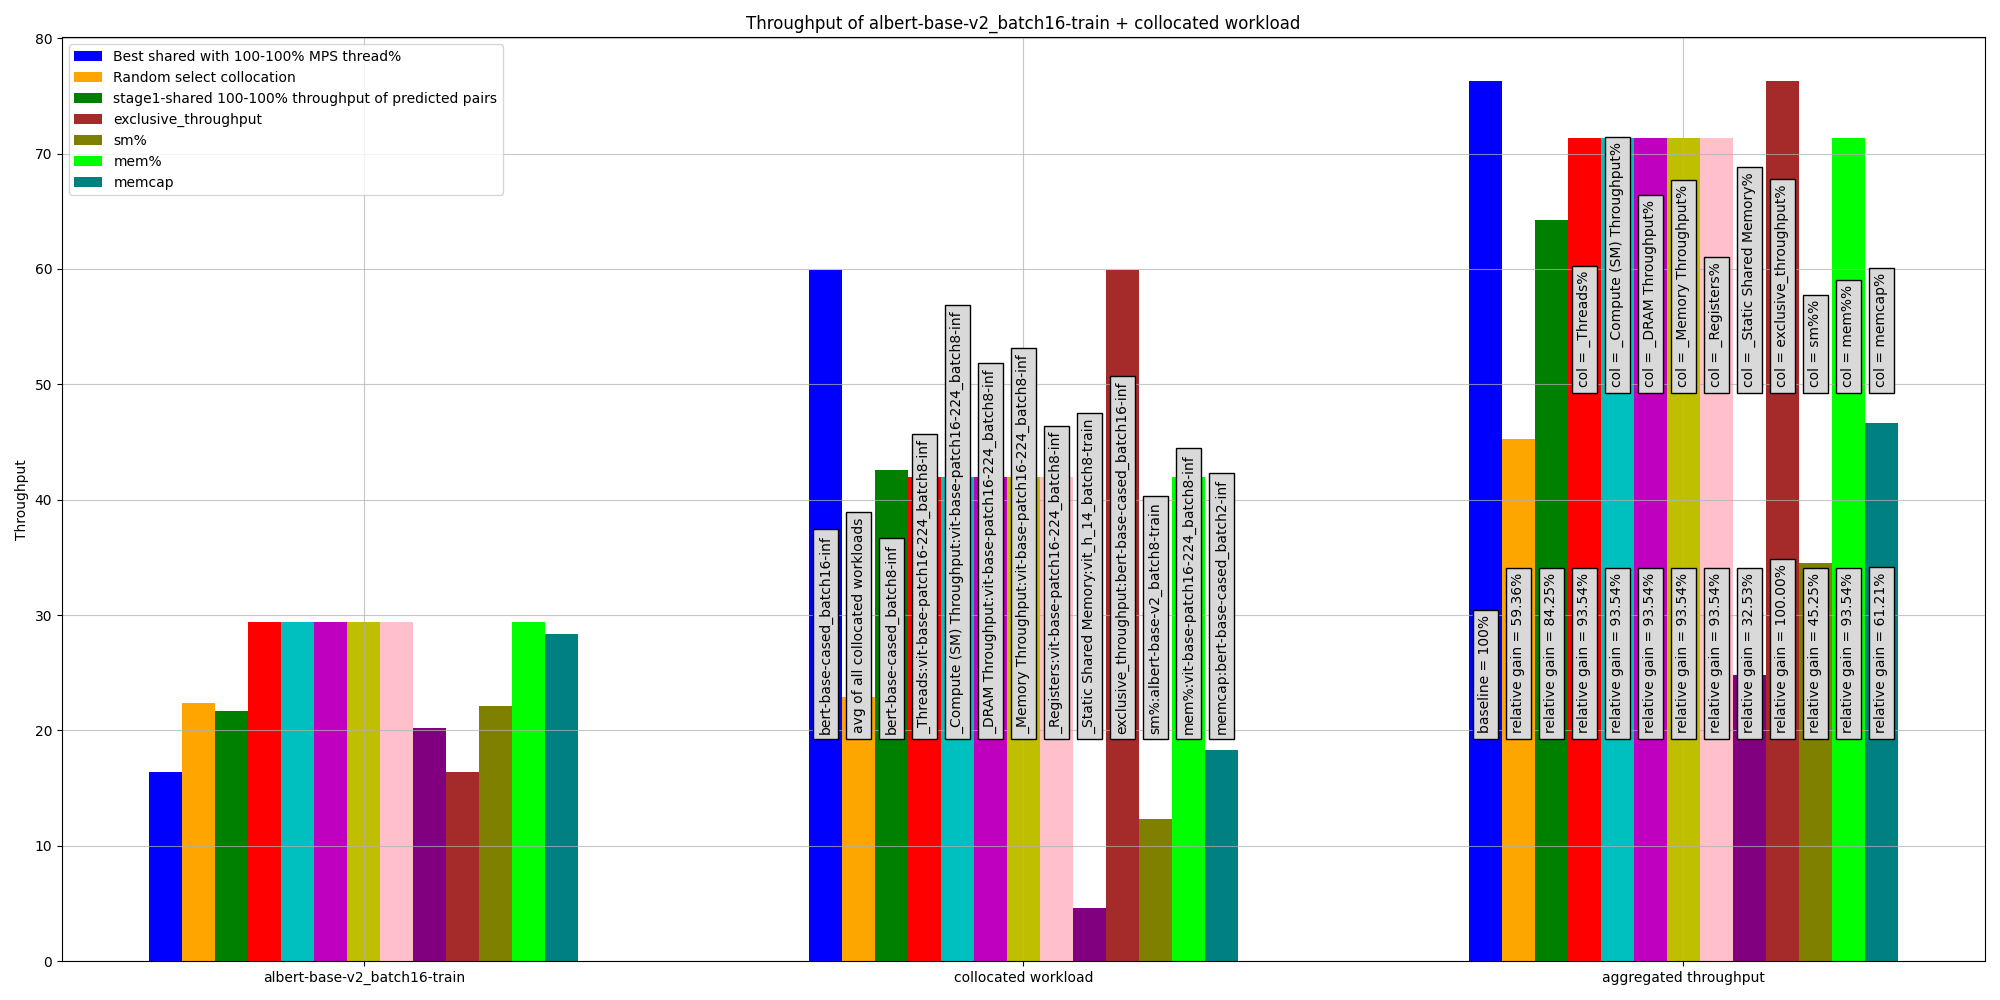 Throughput of albert-base-v2_batch16-train + collocated workload
Best shared with 100-100% MPS thread%
Random select collocation
stage1-shared 100-100% throughput of predicted pairs
exclusive_throughput
sm%
mem%
memcap
Throughput
80
70
60
50
40
30
20
10
0
bert-base-cased_batch16-inf
avg of all collocated workloads
bert-base-cased_batch8-inf
_Threads:vit-base-patch16-224_batch8-inf
_Compute (SM) Throughput:vit-base-patch16-224_batch8-inf
_DRAM Throughput:vit-base-patch16-224_batch8-inf
_Memory Throughput:vit-base-patch16-224_batch8-inf
_Registers:vit-base-patch16-224_batch8-inf
_Static Shared Memory:vit_h_14_batch8-train
exclusive_throughput:bert-base-cased_batch16-inf
sm%:albert-base-v2_batch8-train
mem%:vit-base-patch16-224_batch8-inf
memcap:bert-base-cased_batch2-inf
col = _Threads%
col = _Compute (SM) Throughput%
col = _DRAM Throughput%
col = _Memory Throughput%
col = _Registers%
col = _Static Shared Memory%
col = exclusive_throughput%
col = sm%%
col = mem%%
col = memcap%
baseline = 100%
relative gain = 59.36%
relative gain = 84.25%
relative gain = 93.54%
relative gain = 93.54%
relative gain = 93.54%
relative gain = 93.54%
relative gain = 93.54%
relative gain = 32.53%
relative gain = 100.00%
relative gain = 45.25%
relative gain = 93.54%
relative gain = 61.21%
albert-base-v2_batch16-train
collocated workload
aggregated throughput